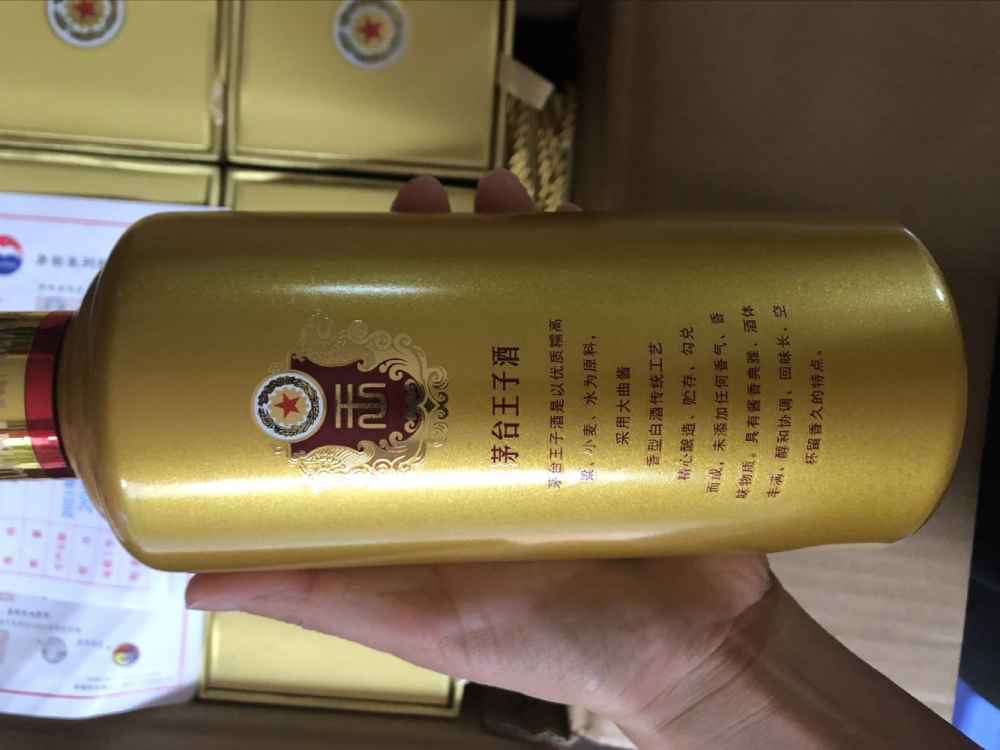 茅台王子酒
茅台王子酒是以优质糯高
粱、小麦、水为原料，
采用大曲酱
香型白酒传统工艺
精心酿造、贮存、勾兑
而成，未添加任何香气、香
味物质。具有酱香典雅、酒体
丰满、醇和协调、回味长、空
杯留香久的特点。